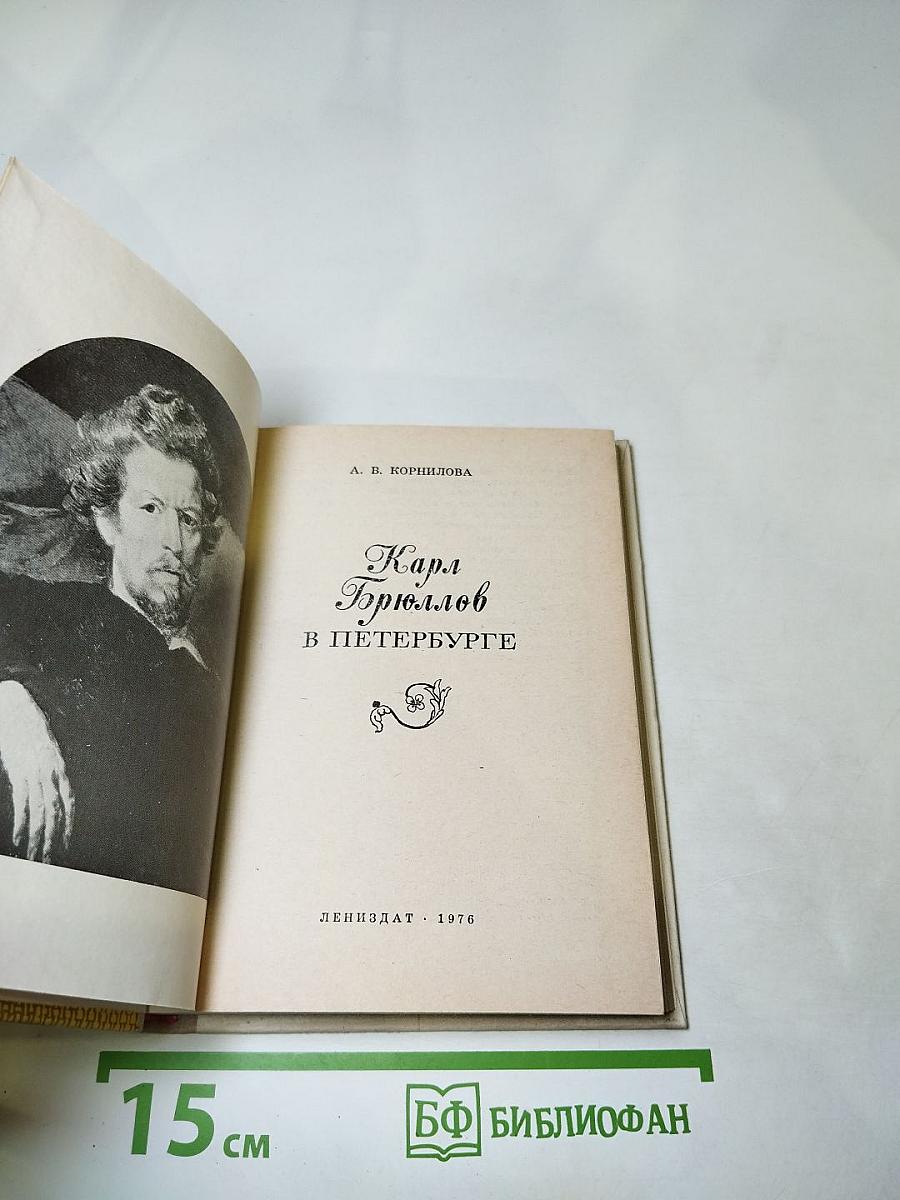 А. В. КОРНИЛОВА
Карл
Брюллов
В ПЕТЕРБУРГЕ
ЛЕНИЗДАТ · 1976
15 см
БФ БИБЛИОФАН